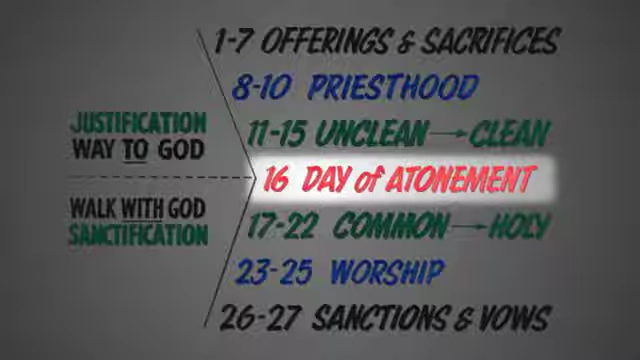 1-7 OFFERINGS & SACRIFICES
8-10 PRIESTHOOD
11-15 UNCLEAN → CLEAN
16 DAY of ATONEMENT
17-22 COMMON → HOLY
23-25 WORSHIP
26-27 SANCTIONS & VOWS
JUSTIFICATION
WAY TO GOD
WALK WITH GOD
SANCTIFICATION